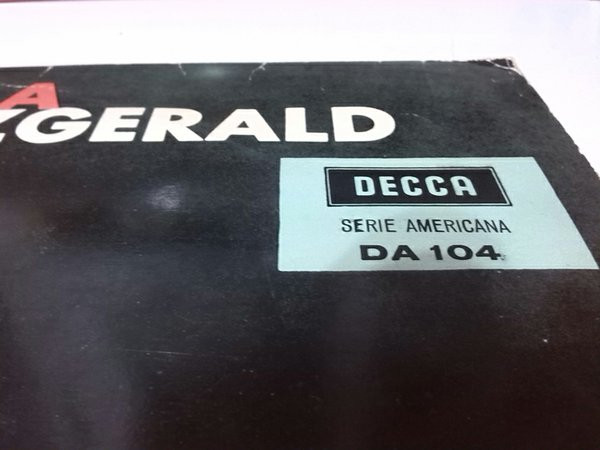 A
ZGERALD
DECCA
SERIE AMERICANA
DA 104